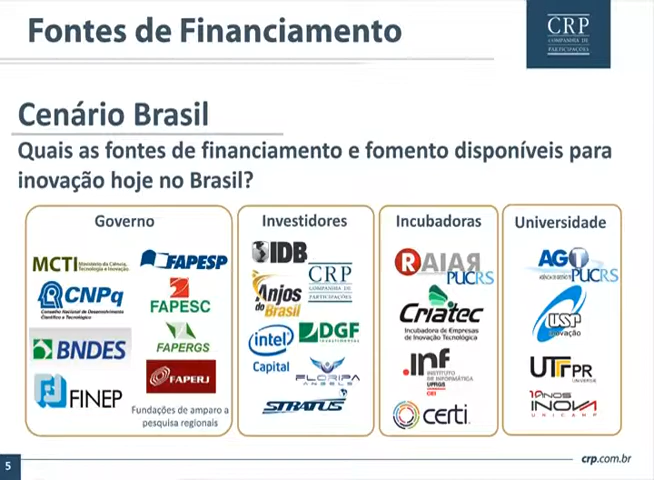 Fontes de Financiamento
CRP
COMPANHIA DE
PARTICIPAÇÕES
Cenário Brasil
Quais as fontes de financiamento e fomento disponíveis para
inovação hoje no Brasil?
Governo
MCTI Ministério da Ciência,
Tecnologia e Inovação
FAPESP
CNPq
Conselho Nacional de Desenvolvimento
Científico e Tecnológico
FAPESC
BNDES
FAPERGS
FINEP
FAPERJ
Fundações de amparo a
pesquisa regionais
Investidores
IDB
Anjos
do Brasil
CRP
COMPANHIA DE
PARTICIPAÇÕES
intel
Capital
DGF
INVESTIMENTOS
FLORIPA
ANGELS
STRATUS
Incubadoras
RAIAR
PUCRS
Criatec
Incubadora de Empresas
de Inovação Tecnológica
.inf
INSTITUTO
DE INFORMÁTICA
UFRGS
CEI
certi
Universidade
AGT
PUCRS
USP
inovação
UTFPR
10 ANOS
INOVA
UNICAMP
5
crp.com.br